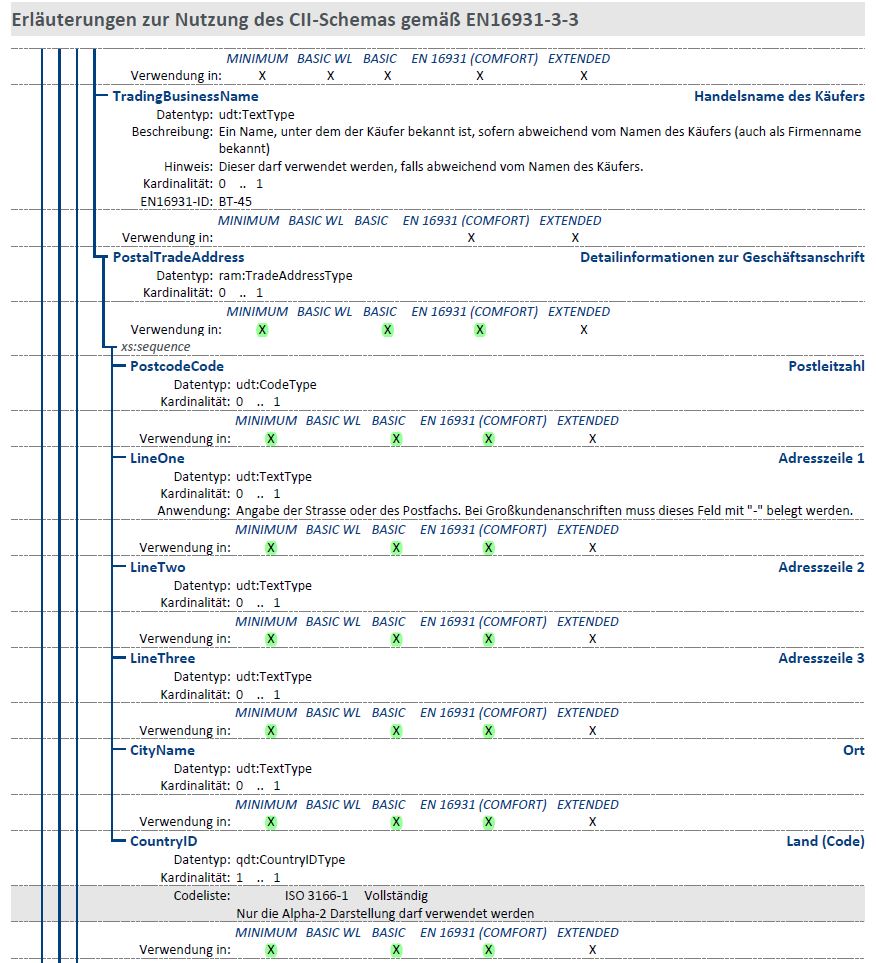 Erläuterungen zur Nutzung des CII-Schemas gemäß EN16931-3-3
MINIMUM BASIC WL BASIC EN 16931 (COMFORT) EXTENDED
Verwendung in: X X X X X
TradingBusinessName Handelsname des Käufers
Datentyp: udt:TextType
Beschreibung: Ein Name, unter dem der Käufer bekannt ist, sofern abweichend vom Namen des Käufers (auch als Firmenname
bekannt)
Hinweis: Dieser darf verwendet werden, falls abweichend vom Namen des Käufers.
Kardinalität: 0 .. 1
EN16931-ID: BT-45
MINIMUM BASIC WL BASIC EN 16931 (COMFORT) EXTENDED
Verwendung in: X X
PostalTradeAddress Detailinformationen zur Geschäftsanschrift
Datentyp: ram:TradeAddressType
Kardinalität: 0 .. 1
MINIMUM BASIC WL BASIC EN 16931 (COMFORT) EXTENDED
Verwendung in: X X X X
xs:sequence
PostcodeCode Postleitzahl
Datentyp: udt:CodeType
Kardinalität: 0 .. 1
MINIMUM BASIC WL BASIC EN 16931 (COMFORT) EXTENDED
Verwendung in: X X X X
LineOne Adresszeile 1
Datentyp: udt:TextType
Kardinalität: 0 .. 1
Anwendung: Angabe der Strasse oder des Postfachs. Bei Großkundenanschriften muss dieses Feld mit "-" belegt werden.
MINIMUM BASIC WL BASIC EN 16931 (COMFORT) EXTENDED
Verwendung in: X X X X
LineTwo Adresszeile 2
Datentyp: udt:TextType
Kardinalität: 0 .. 1
MINIMUM BASIC WL BASIC EN 16931 (COMFORT) EXTENDED
Verwendung in: X X X X
LineThree Adresszeile 3
Datentyp: udt:TextType
Kardinalität: 0 .. 1
MINIMUM BASIC WL BASIC EN 16931 (COMFORT) EXTENDED
Verwendung in: X X X X
CityName Ort
Datentyp: udt:TextType
Kardinalität: 0 .. 1
MINIMUM BASIC WL BASIC EN 16931 (COMFORT) EXTENDED
Verwendung in: X X X X
CountryID Land (Code)
Datentyp: qdt:CountryIDType
Kardinalität: 1 .. 1
Codeliste: ISO 3166-1 Vollständig
Nur die Alpha-2 Darstellung darf verwendet werden
MINIMUM BASIC WL BASIC EN 16931 (COMFORT) EXTENDED
Verwendung in: X X X X